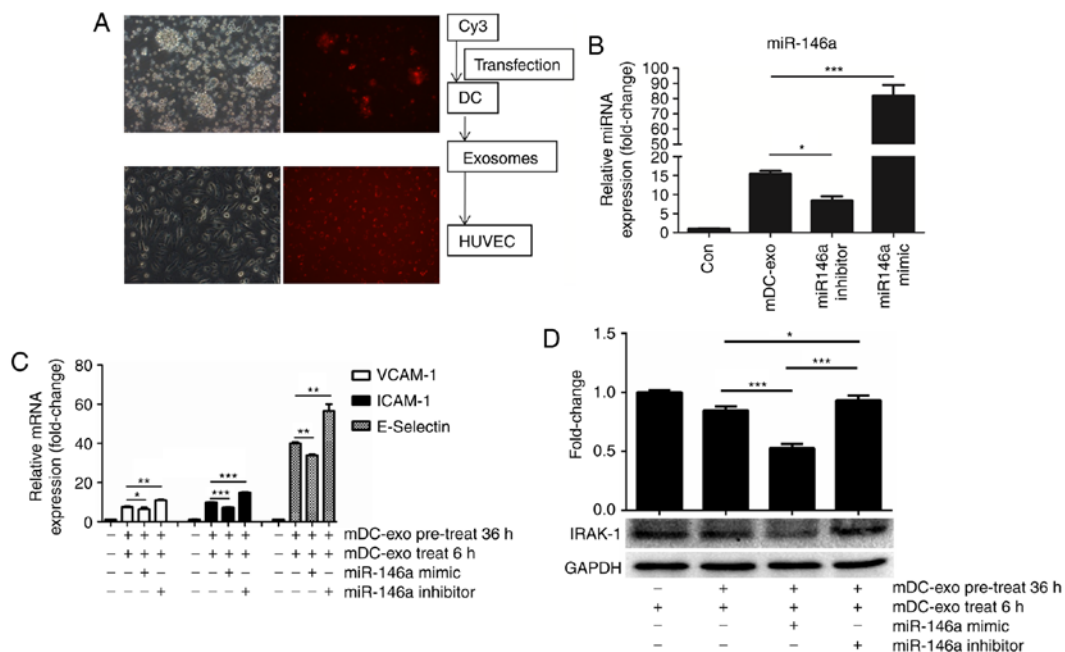 A
Cy3
Transfection
DC
Exosomes
HUVEC
B
miR-146a
Relative miRNA
expression (fold-change)
100
90
80
70
60
50
20
15
10
5
0
***
*
Con
mDC-exo
miR146a
inhibitor
miR146a
mimic
C
Relative mRNA
expression (fold-change)
80
60
40
20
0
VCAM-1
ICAM-1
E-Selectin
** * *** *** ** **
− + + + − + + + − + + + mDC-exo pre-treat 36 h
− + + + − + + + − + + + mDC-exo treat 6 h
− − + − − − + − − − + − miR-146a mimic
− − − + − − − + − − − + miR-146a inhibitor
D
Fold-change
1.5
1.0
0.5
0.0
*
***
***
IRAK-1
GAPDH
− + + + mDC-exo pre-treat 36 h
+ + + + mDC-exo treat 6 h
− − + − miR-146a mimic
− − − + miR-146a inhibitor